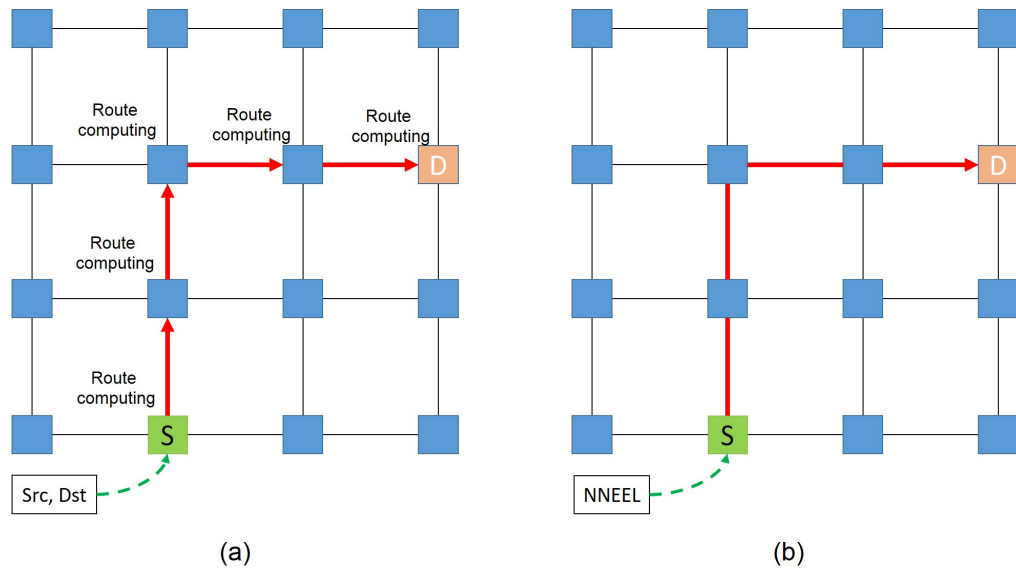 Route
computing
Route
computing
Route
computing
D
Route
computing
Route
computing
S
Src, Dst
(a)
D
S
NNEEL
(b)